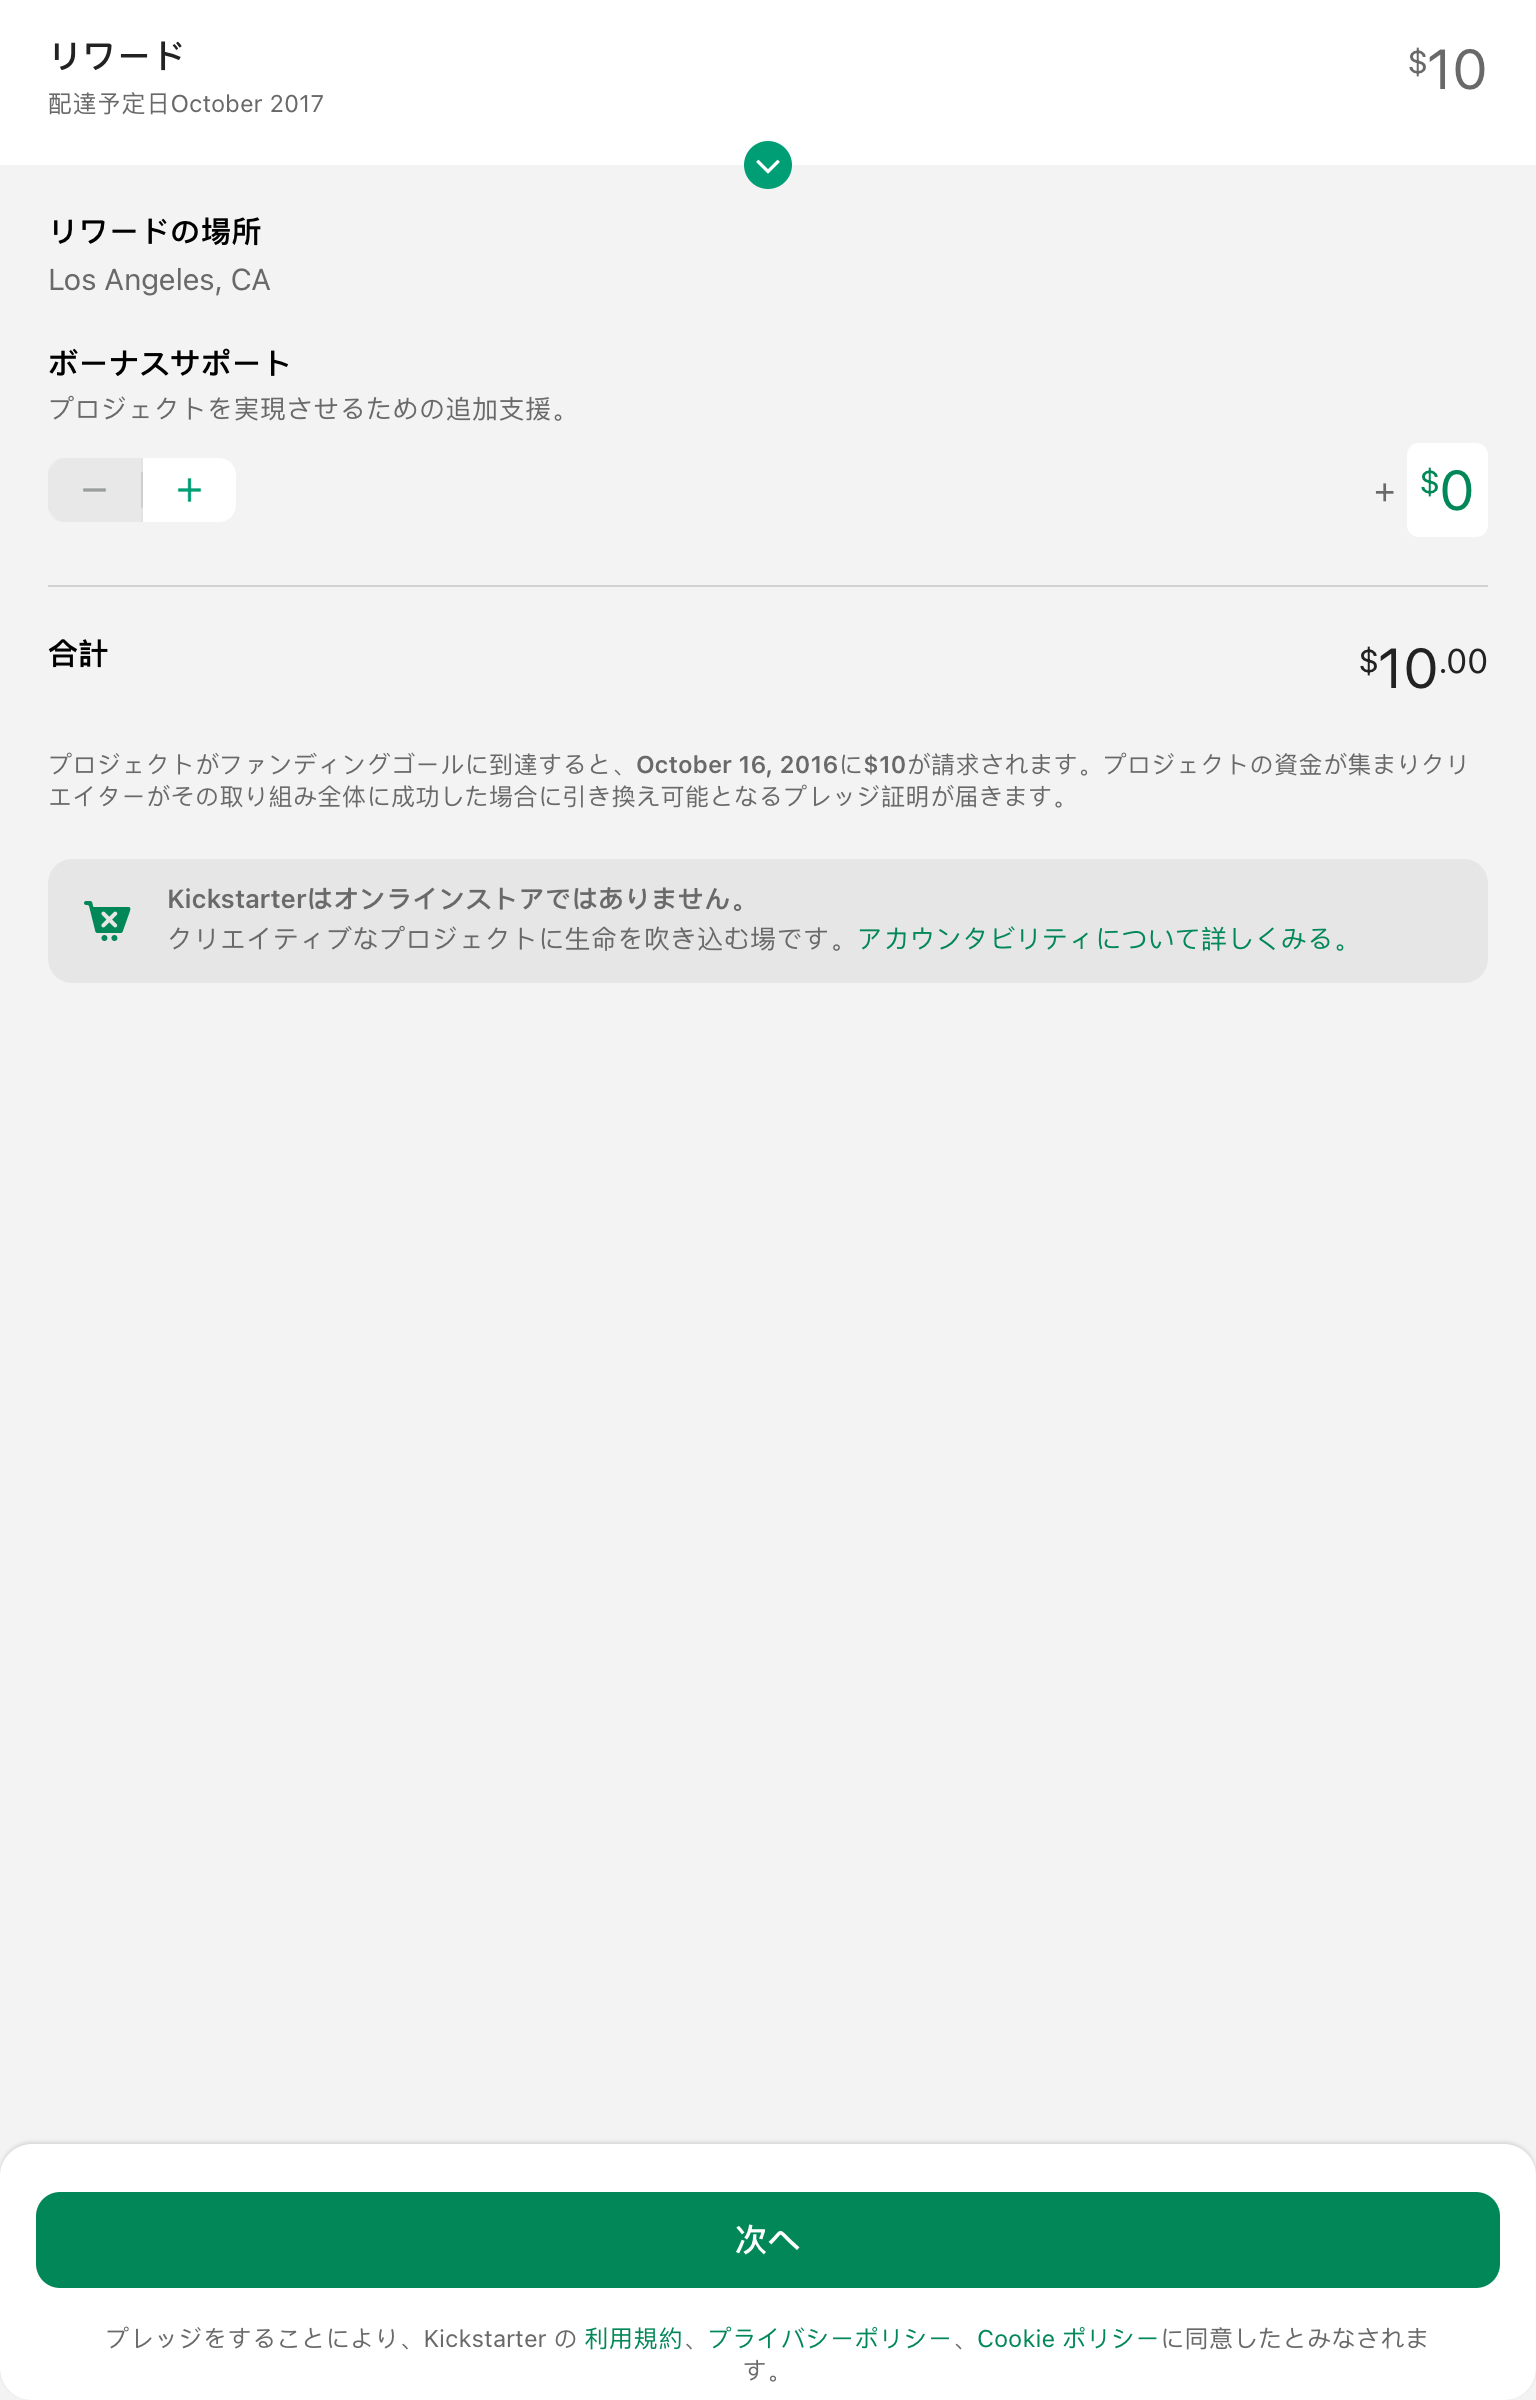 リワード
$10
配達予定日October 2017
リワードの場所
Los Angeles, CA
ボーナスサポート
プロジェクトを実現させるための追加支援。
+ $0
合計
$10.00
プロジェクトがファンディングゴールに到達すると、October 16, 2016に$10が請求されます。プロジェクトの資金が集まりクリ
エイターがその取り組み全体に成功した場合に引き換え可能となるプレッジ証明が届きます。
Kickstarterはオンラインストアではありません。
クリエイティブなプロジェクトに生命を吹き込む場です。アカウンタビリティについて詳しくみる。
次へ
プレッジをすることにより、Kickstarter の 利用規約、プライバシーポリシー、Cookie ポリシーに同意したとみなされま
す。